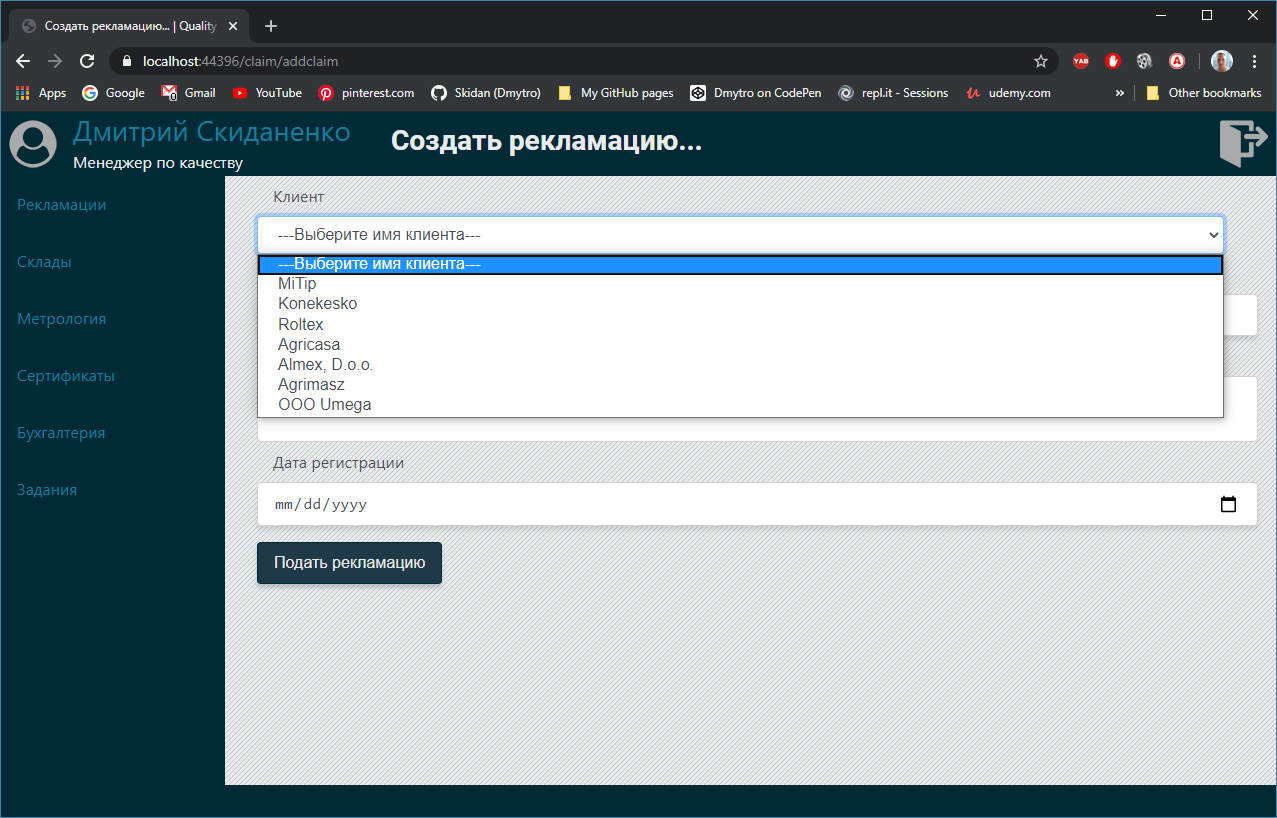 Создать рекламацию... | Quality
localhost:44396/claim/addclaim
YAB
A
Apps
Google
Gmail
YouTube
pinterest.com
Skidan (Dmytro)
My GitHub pages
Dmytro on CodePen
repl.it - Sessions
udemy.com
»
Other bookmarks
Дмитрий Скиданенко
Менеджер по качеству
Создать рекламацию...
Рекламации
Склады
Метрология
Сертификаты
Бухгалтерия
Задания
Клиент
---Выберите имя клиента---
---Выберите имя клиента---
MiTip
Konekesko
Roltex
Agricasa
Almex, D.o.o.
Agrimasz
ООО Umega
Дата регистрации
mm/dd/yyyy
Подать рекламацию